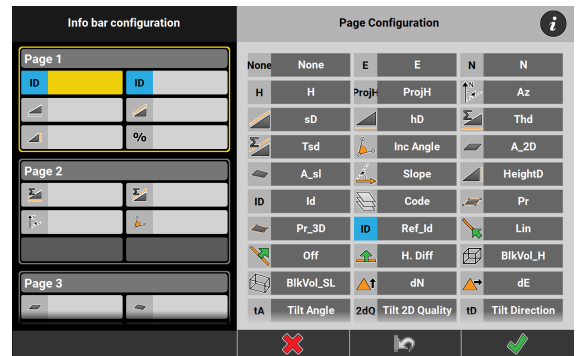 Info bar configuration
Page Configuration
i
Page 1
ID
ID
%
Page 2
Page 3
None None E E N N
H H ProjH ProjH N Az
sD hD Σ Thd
Σ Tsd Inc Angle A_2D
A_sl Slope HeightD
ID Id Code Pr
Pr_3D ID Ref_Id Lin
Off H. Diff BlkVol_H
BlkVol_SL dN dE
tA Tilt Angle 2dQ Tilt 2D Quality tD Tilt Direction